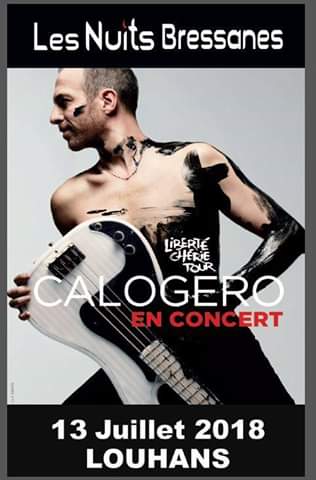 Les Nuits Bressanes
LIBERTÉ
CHÉRIE
TOUR
CALOGERO
EN CONCERT
13 Juillet 2018
LOUHANS